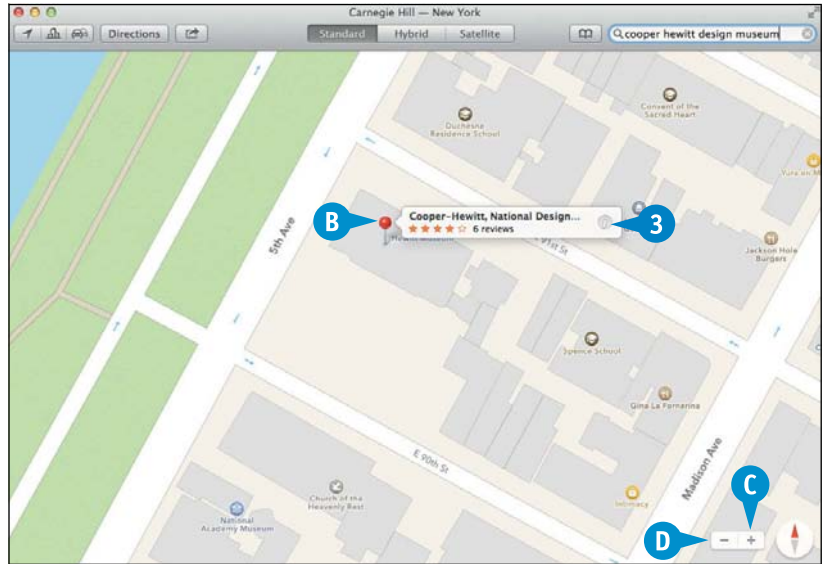 Carnegie Hill — New York
Directions
Standard
Hybrid
Satellite
cooper hewitt design museum
Convent of the
Sacred Heart
Duchesne
Residence School
Yura on M
B
Cooper-Hewitt, National Design...
6 reviews
3
Hewitt Museum
5th Ave
E 91st St
Jackson Hole
Burgers
Spence School
Gina La Fornarina
E 90th St
Madison Ave
Church of the
Heavenly Rest
National
Academy Museum
Intimacy
C
D
− +